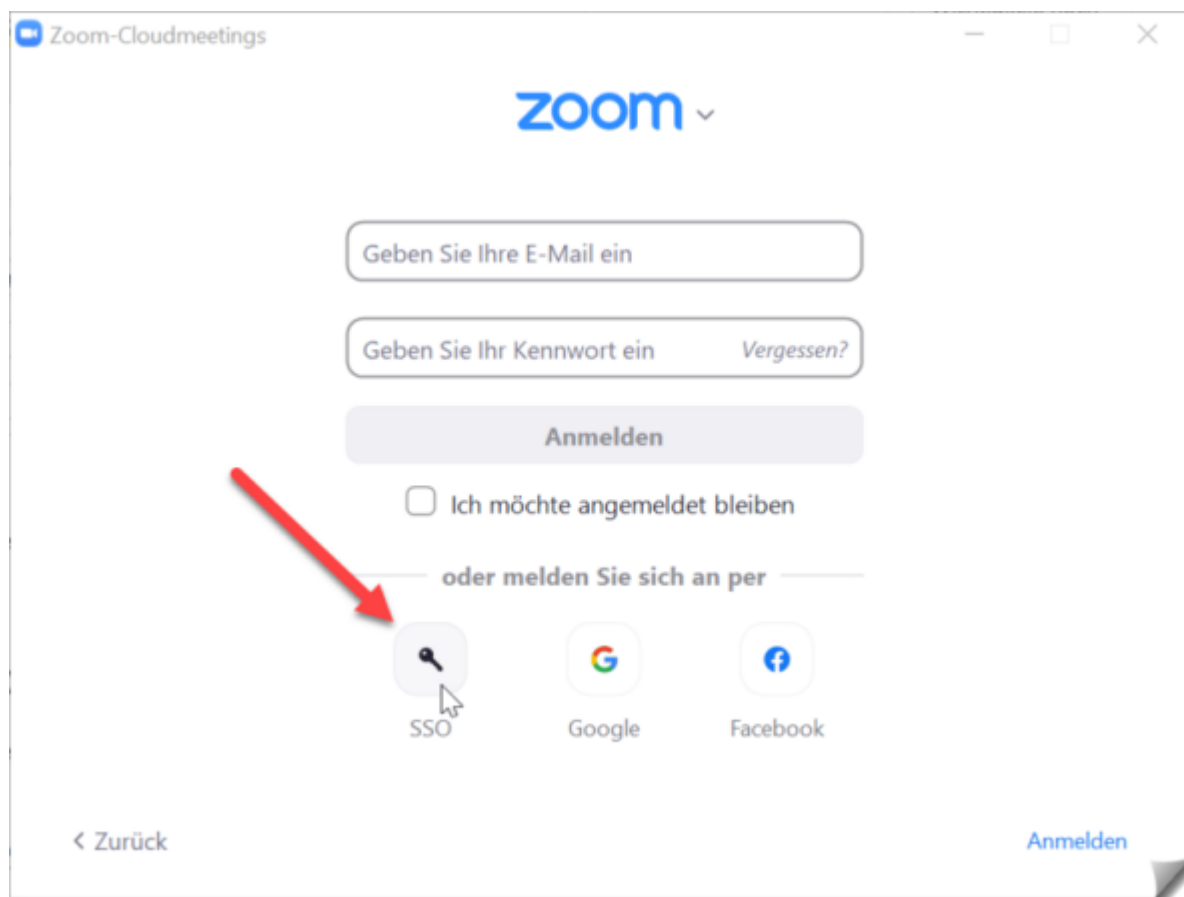 Zoom-Cloudmeetings
zoom
Geben Sie Ihre E-Mail ein
Geben Sie Ihr Kennwort ein Vergessen?
Anmelden
Ich möchte angemeldet bleiben
oder melden Sie sich an per
SSO Google Facebook
Zurück Anmelden